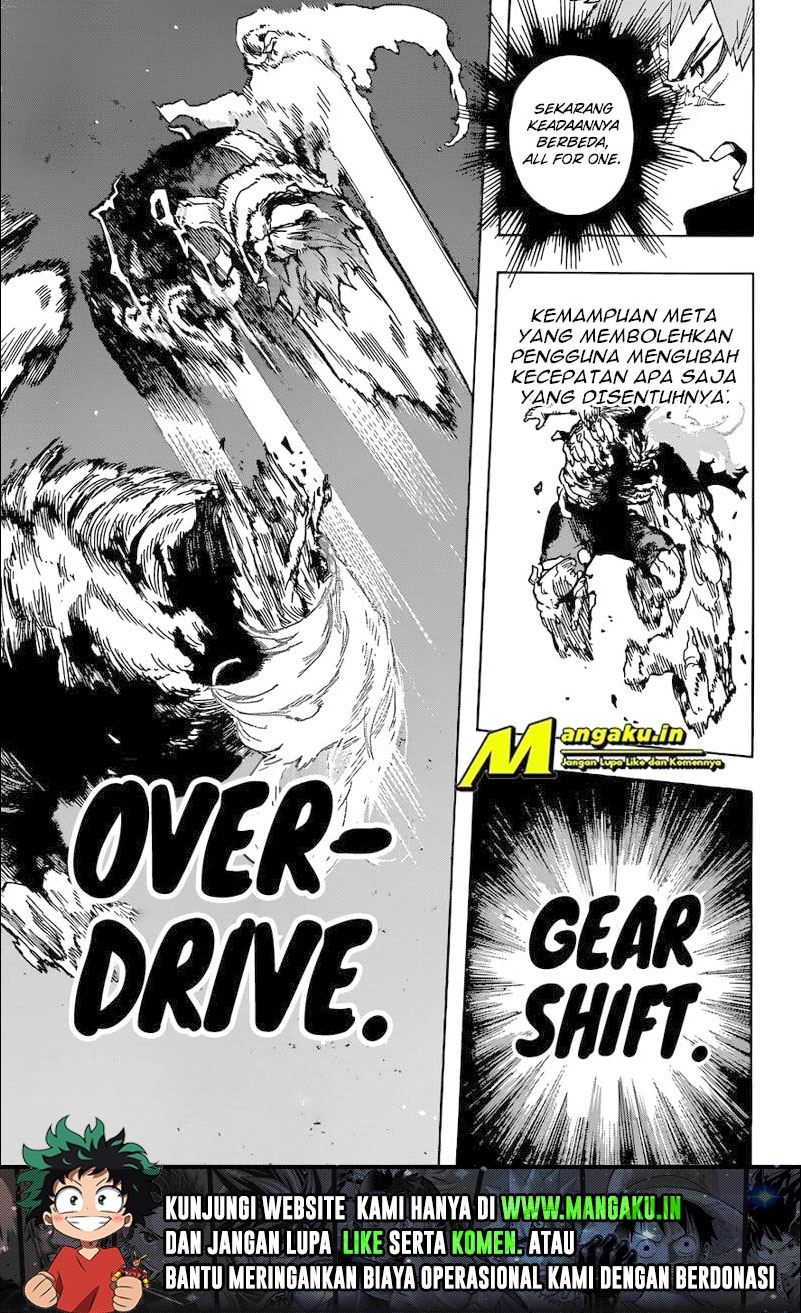 SEKARANG
KEADAANNYA
BERBEDA,
ALL FOR ONE.
KEMAMPUAN META
YANG MEMBOLEHKAN
PENGGUNA MENGUBAH
KECEPATAN APA SAJA
YANG DISENTUHNYA.
Mangaku.in
Jangan Lupa Like dan Komennya
GEAR
SHIFT.
OVER-
DRIVE.
KUNJUNGI WEBSITE KAMI HANYA DI WWW.MANGAKU.IN
DAN JANGAN LUPA LIKE SERTA KOMEN. ATAU
BANTU MERINGANKAN BIAYA OPERASIONAL KAMI DENGAN BERDONASI